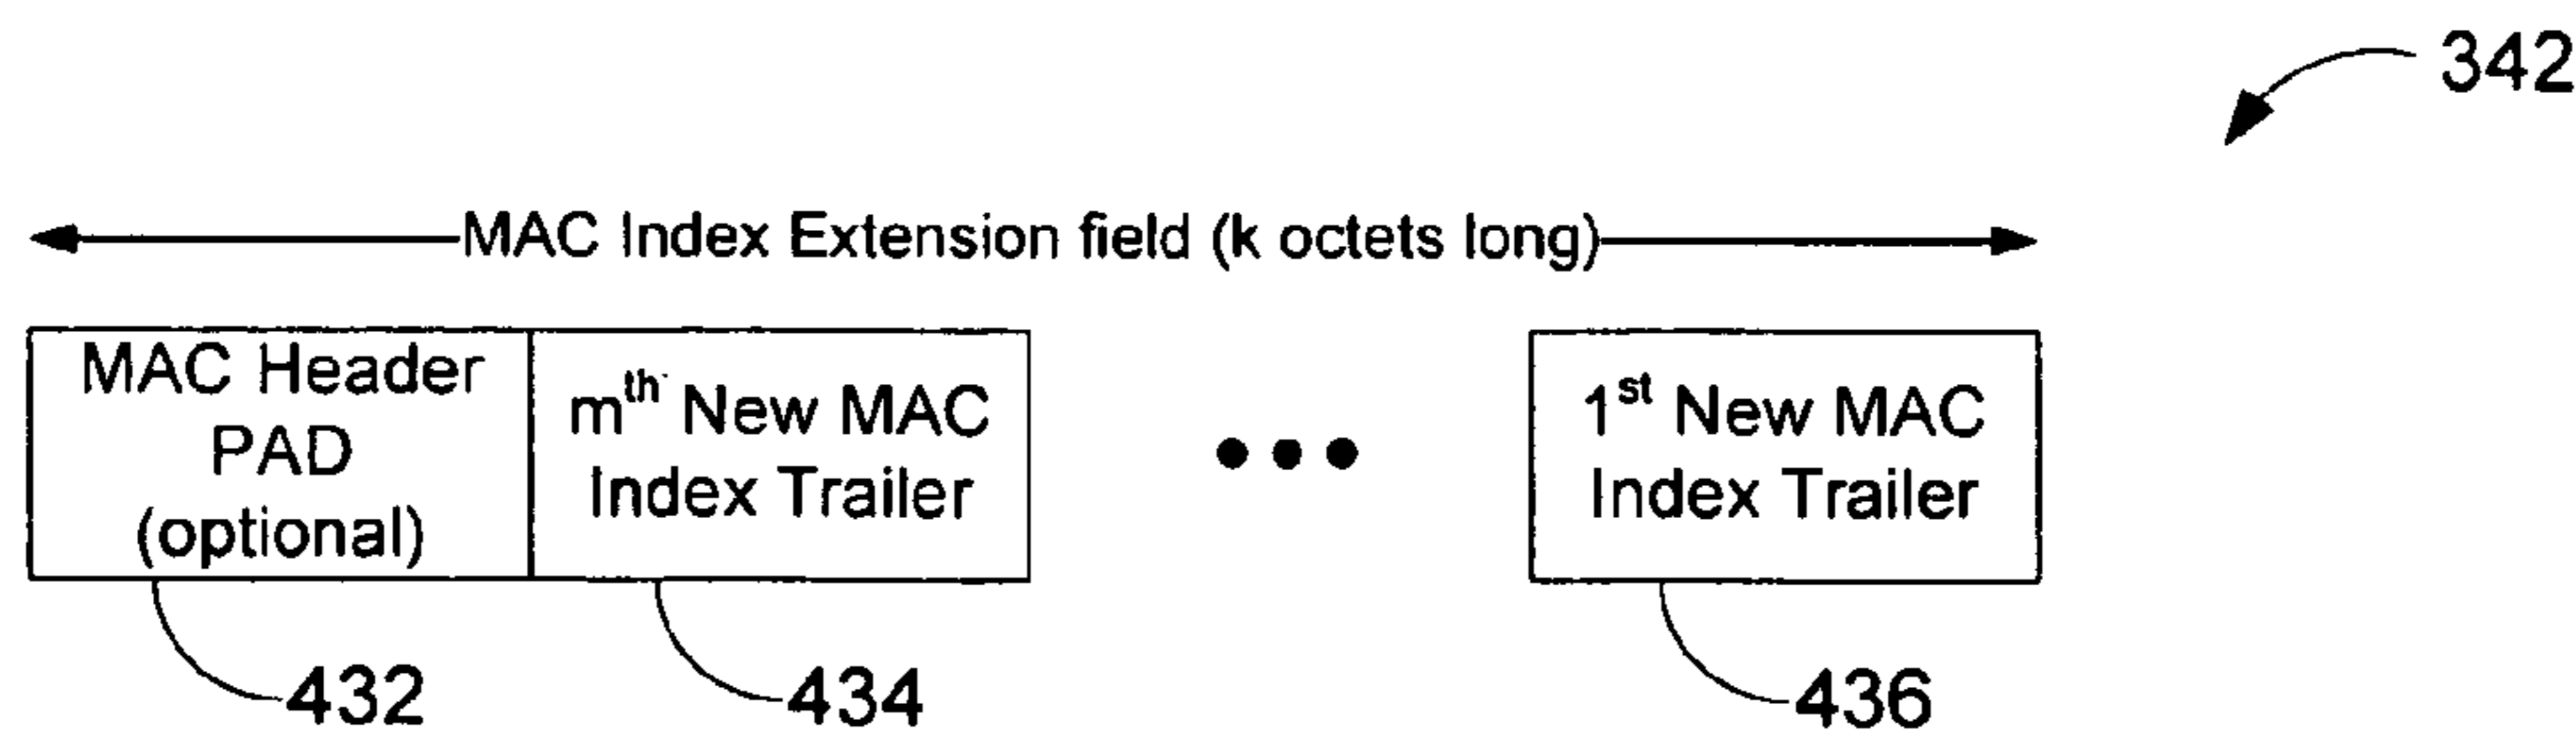 342
MAC Index Extension field (k octets long)
MAC Header
PAD
(optional)
mth New MAC
Index Trailer
1st New MAC
Index Trailer
432
434
436